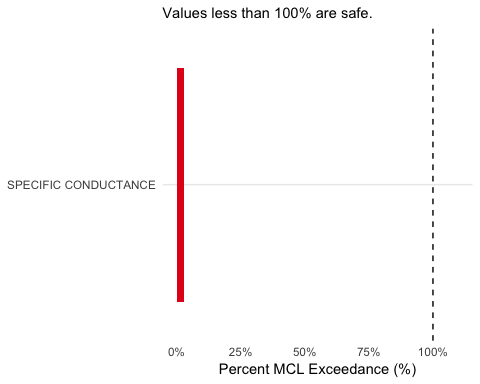 Values less than 100% are safe.
SPECIFIC CONDUCTANCE
0% 25% 50% 75% 100%
Percent MCL Exceedance (%)